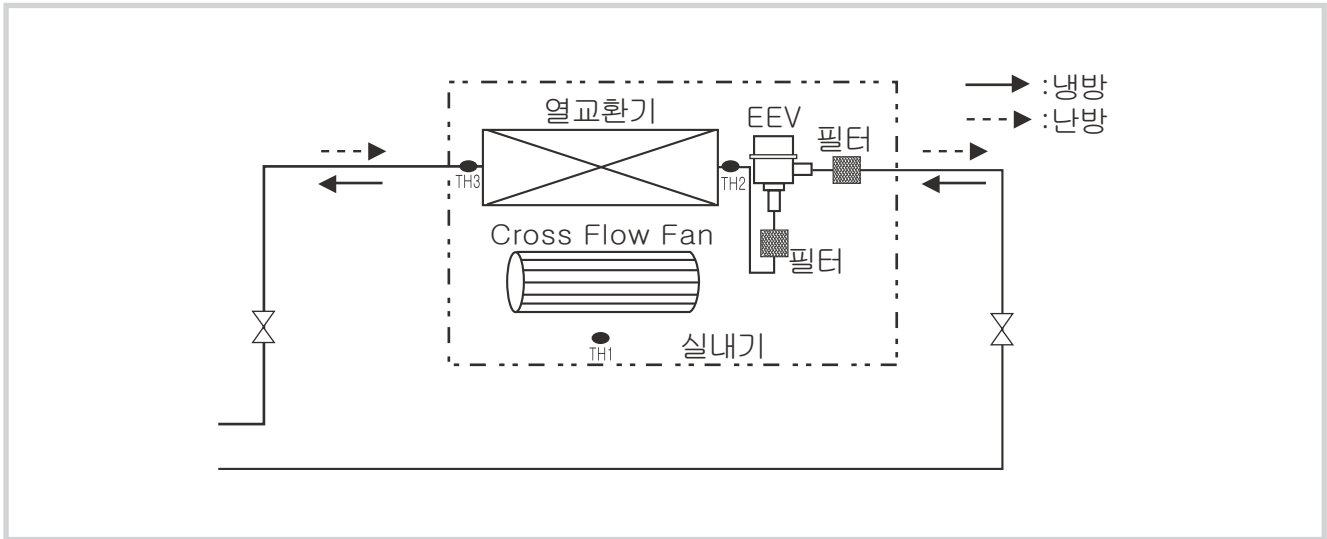 :냉방
:난방
열교환기
EEV
필터
TH3
TH2
Cross Flow Fan
필터
TH1
실내기